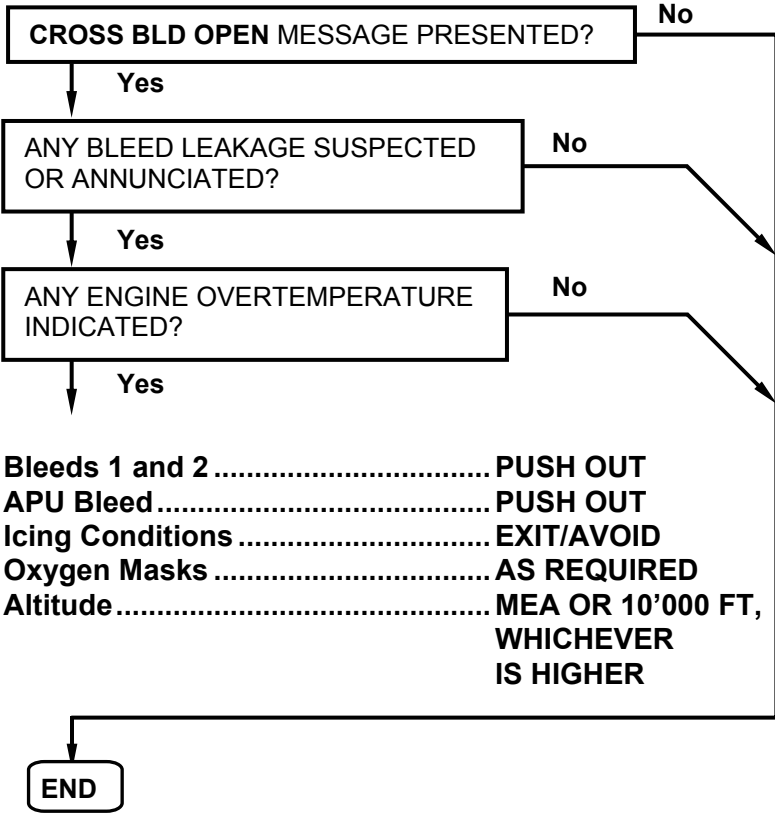 No
CROSS BLD OPEN MESSAGE PRESENTED?
Yes
ANY BLEED LEAKAGE SUSPECTED
OR ANNUNCIATED?
No
Yes
ANY ENGINE OVERTEMPERATURE
INDICATED?
No
Yes
Bleeds 1 and 2 .................................. PUSH OUT
APU Bleed ......................................... PUSH OUT
Icing Conditions ............................... EXIT/AVOID
Oxygen Masks .................................. AS REQUIRED
Altitude .............................................. MEA OR 10’000 FT,
WHICHEVER
IS HIGHER
END